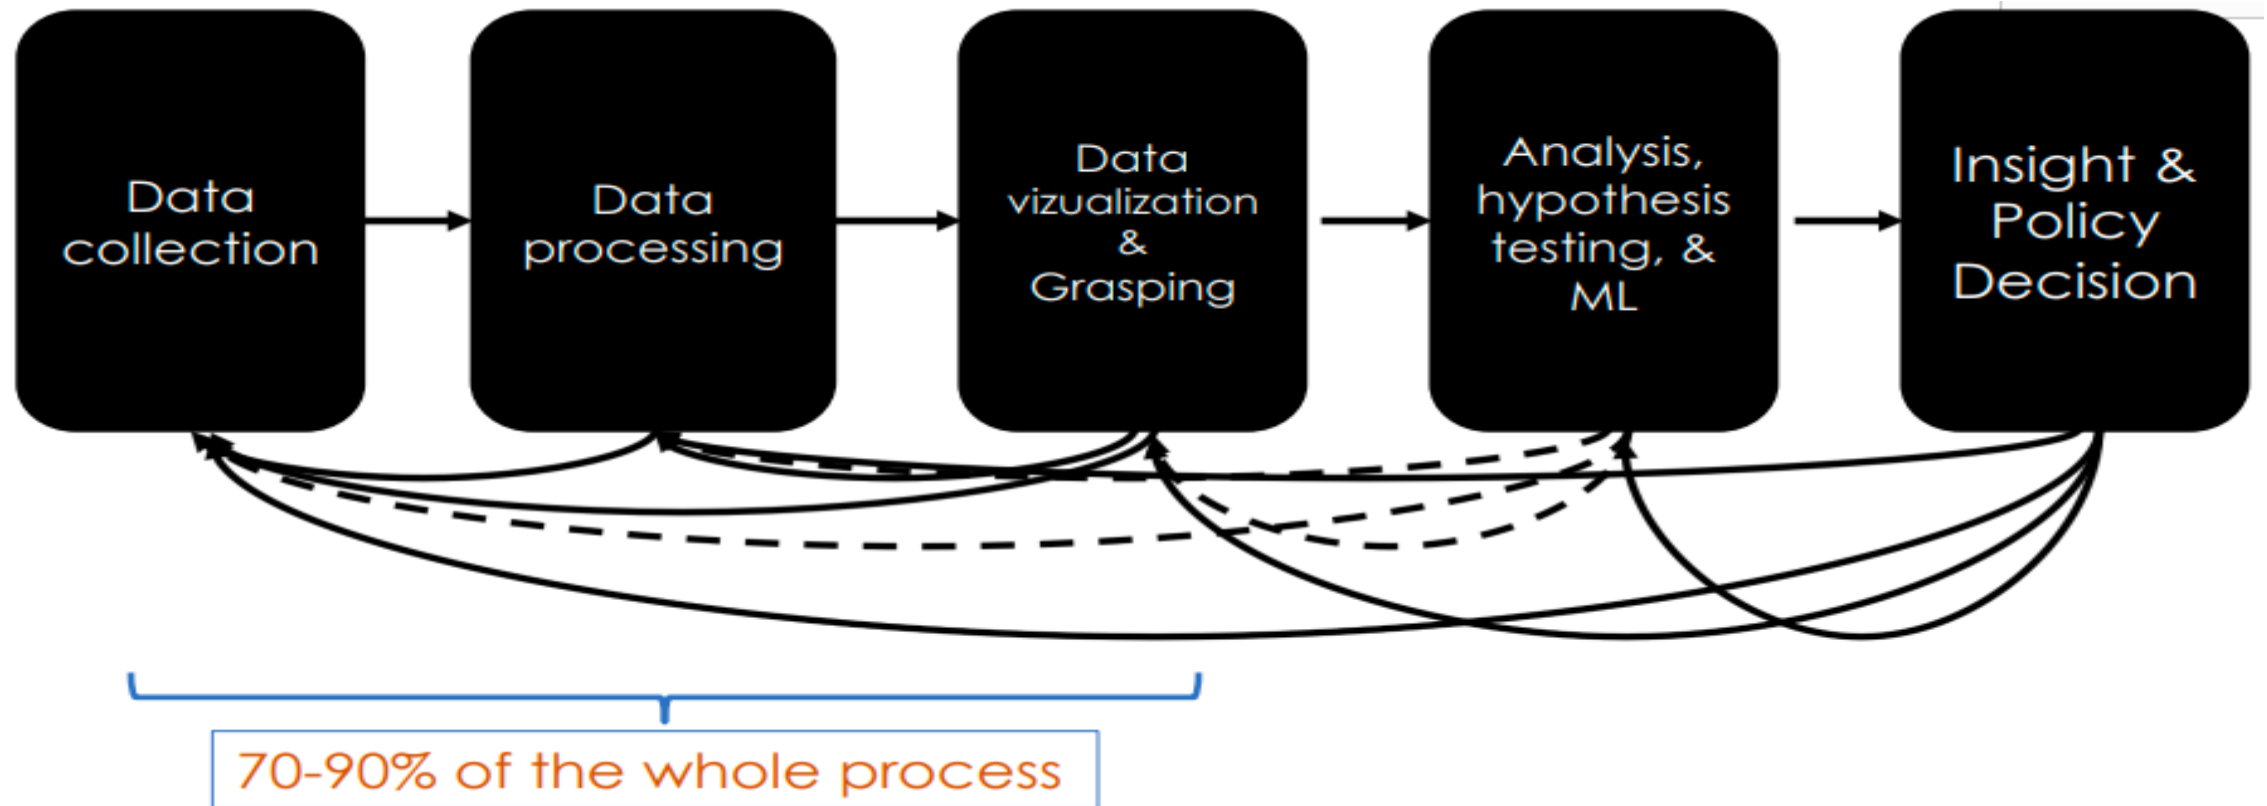 Data
collection
Data
processing
Data
vizualization
&
Grasping
Analysis,
hypothesis
testing, &
ML
Insight &
Policy
Decision
70-90% of the whole process